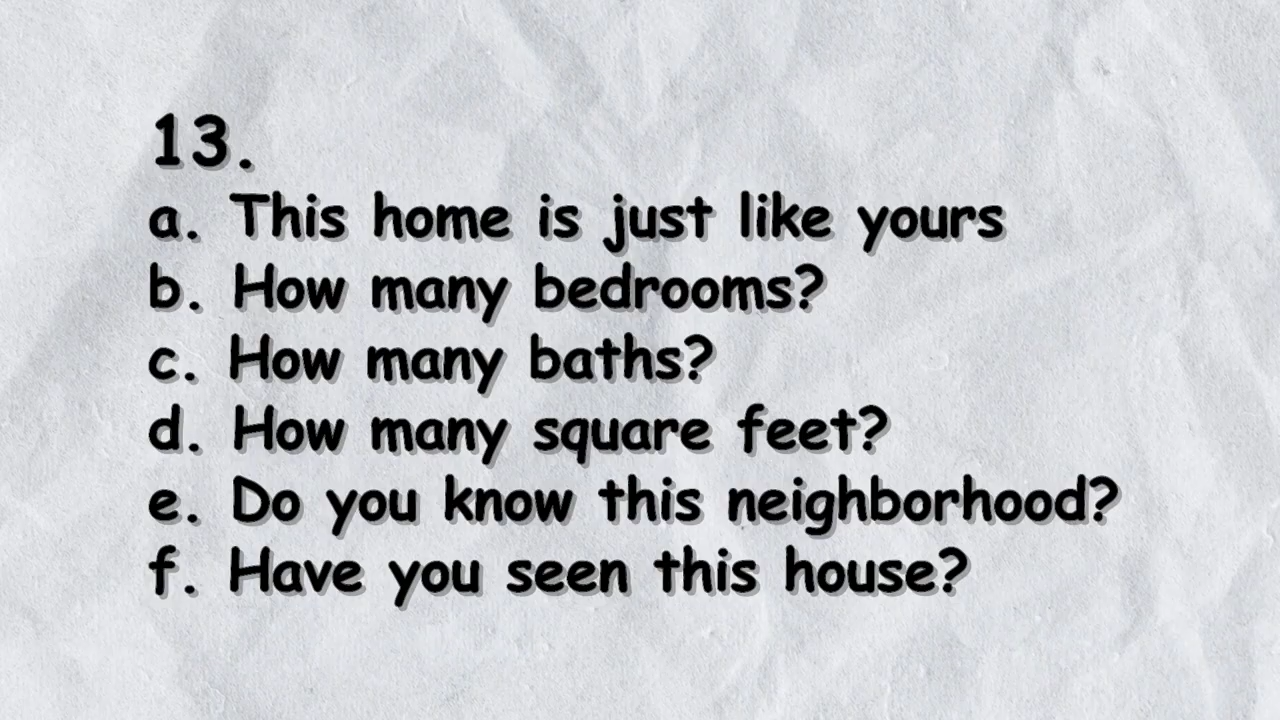 13.
a. This home is just like yours
b. How many bedrooms?
c. How many baths?
d. How many square feet?
e. Do you know this neighborhood?
f. Have you seen this house?